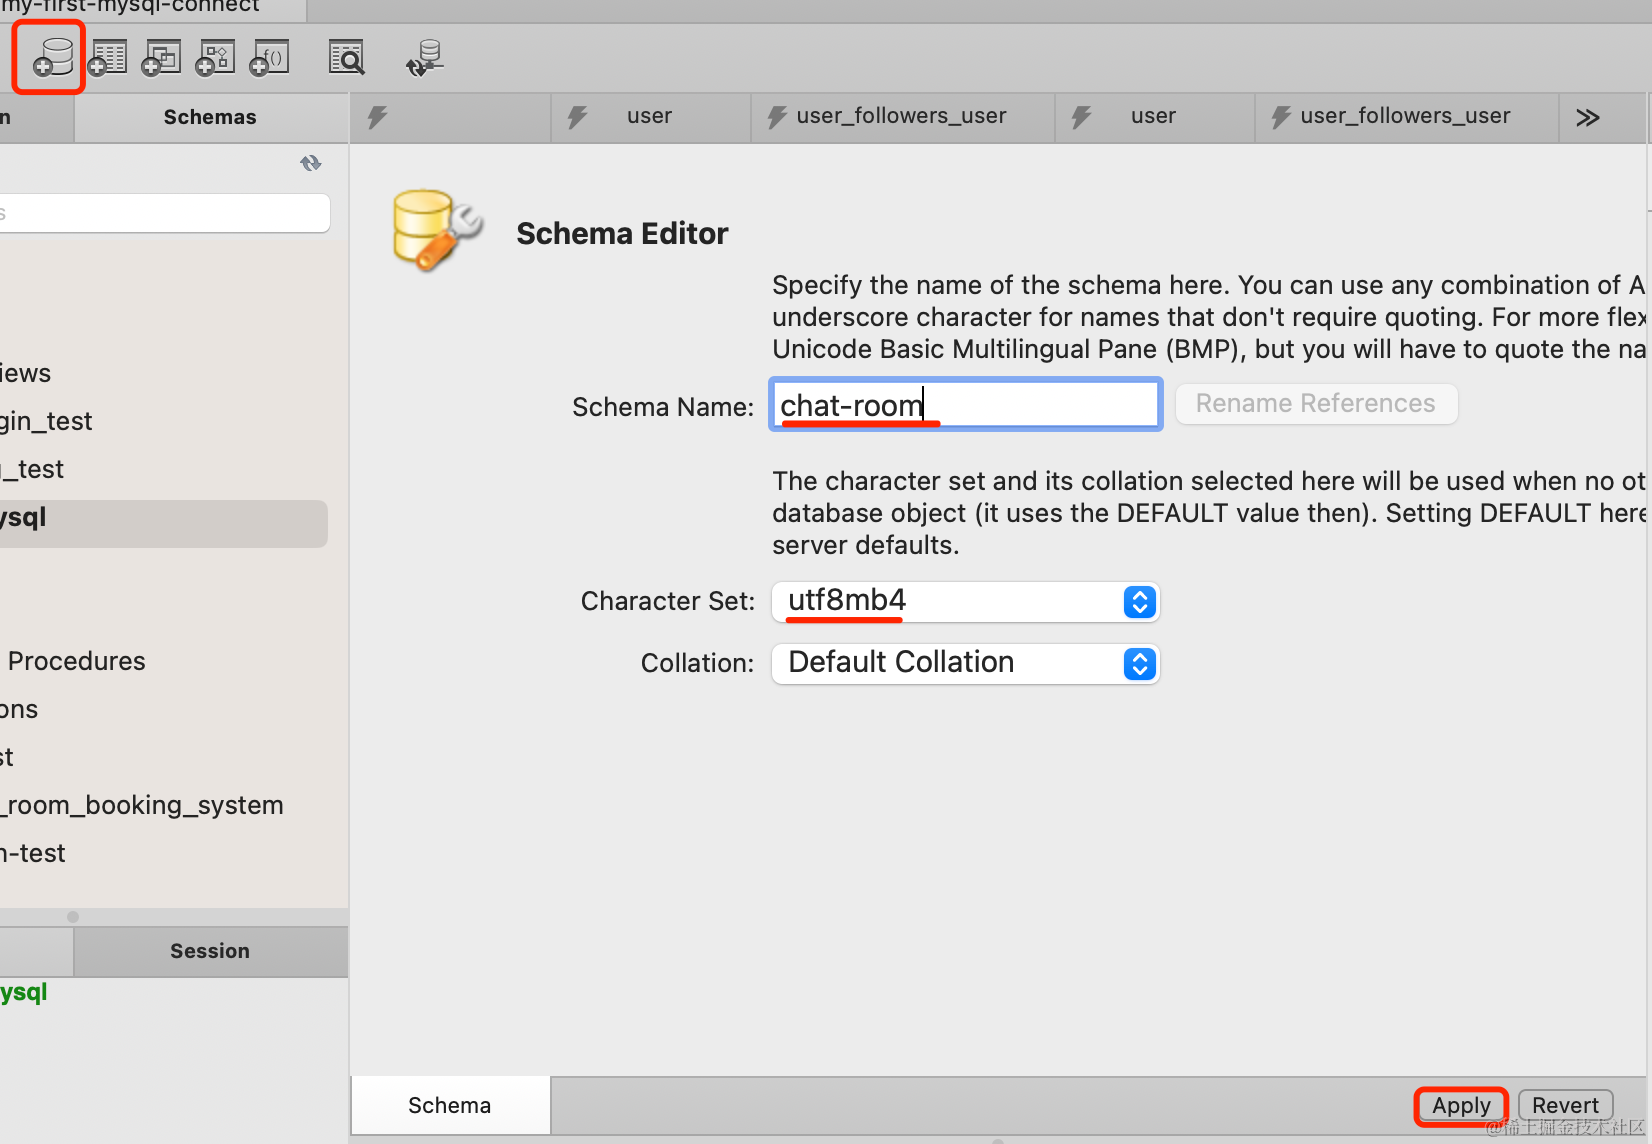 my-first-mysql-connect
f()
n
Schemas
user
user_followers_user
user
user_followers_user
s
Schema Editor
Specify the name of the schema here. You can use any combination of A
underscore character for names that don't require quoting. For more flex
Unicode Basic Multilingual Pane (BMP), but you will have to quote the na
iews
Schema Name:
chat-room
Rename References
gin_test
_test
The character set and its collation selected here will be used when no ot
database object (it uses the DEFAULT value then). Setting DEFAULT here
server defaults.
ysql
Character Set:
utf8mb4
Collation:
Default Collation
Procedures
ons
st
_room_booking_system
n-test
Session
ysql
Schema
Apply
Revert
@稀土掘金技术社区